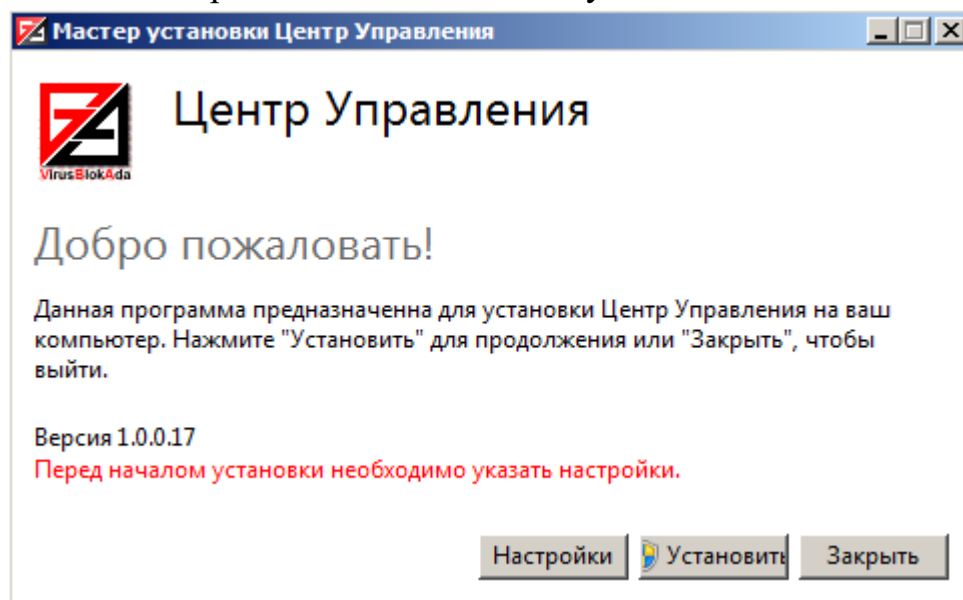 Мастер установки Центр Управления
Центр Управления
VirusBlokAda
Добро пожаловать!
Данная программа предназначенна для установки Центр Управления на ваш
компьютер. Нажмите "Установить" для продолжения или "Закрыть", чтобы
выйти.
Версия 1.0.0.17
Перед началом установки необходимо указать настройки.
Настройки Установить Закрыть